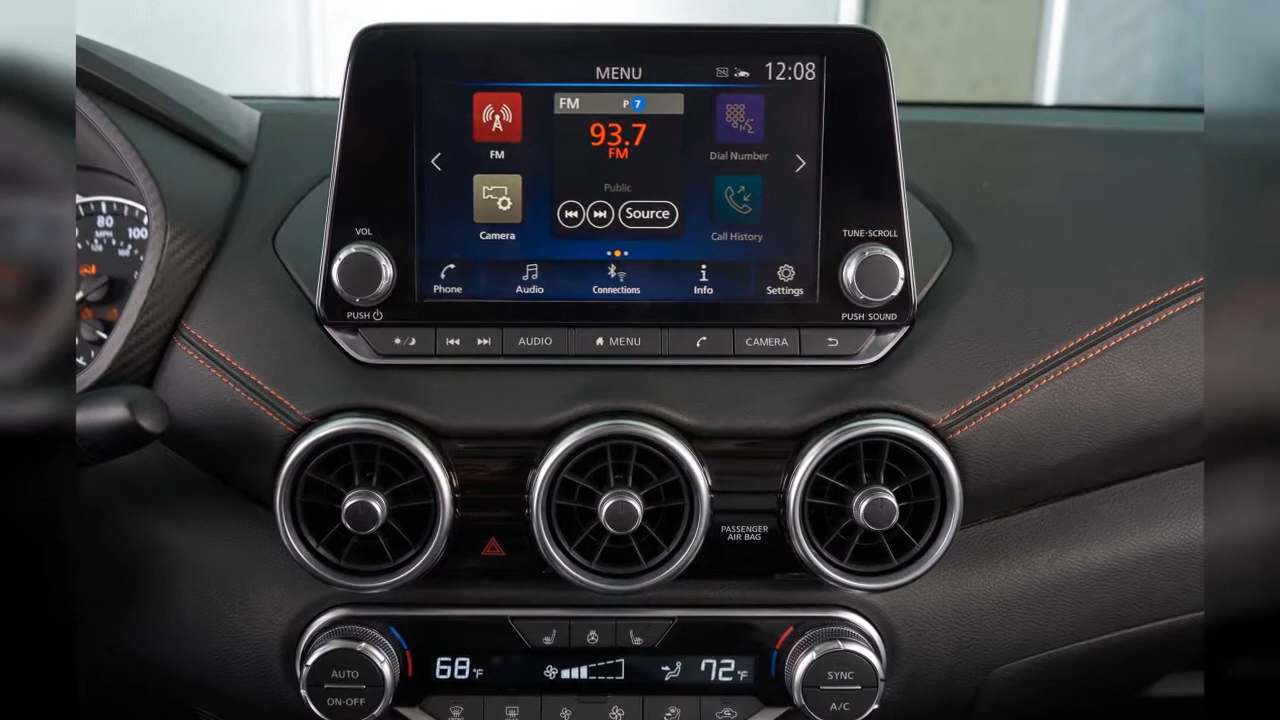 MENU
12:08
FM
P 7
93.7
FM
Public
Source
FM
Camera
Dial Number
Call History
Phone
Audio
Connections
Info
Settings
VOL
PUSH
TUNE·SCROLL
PUSH SOUND
AUDIO
MENU
CAMERA
80
MPH
100
PASSENGER
AIR BAG
68°F
72°F
AUTO
ON·OFF
SYNC
A/C